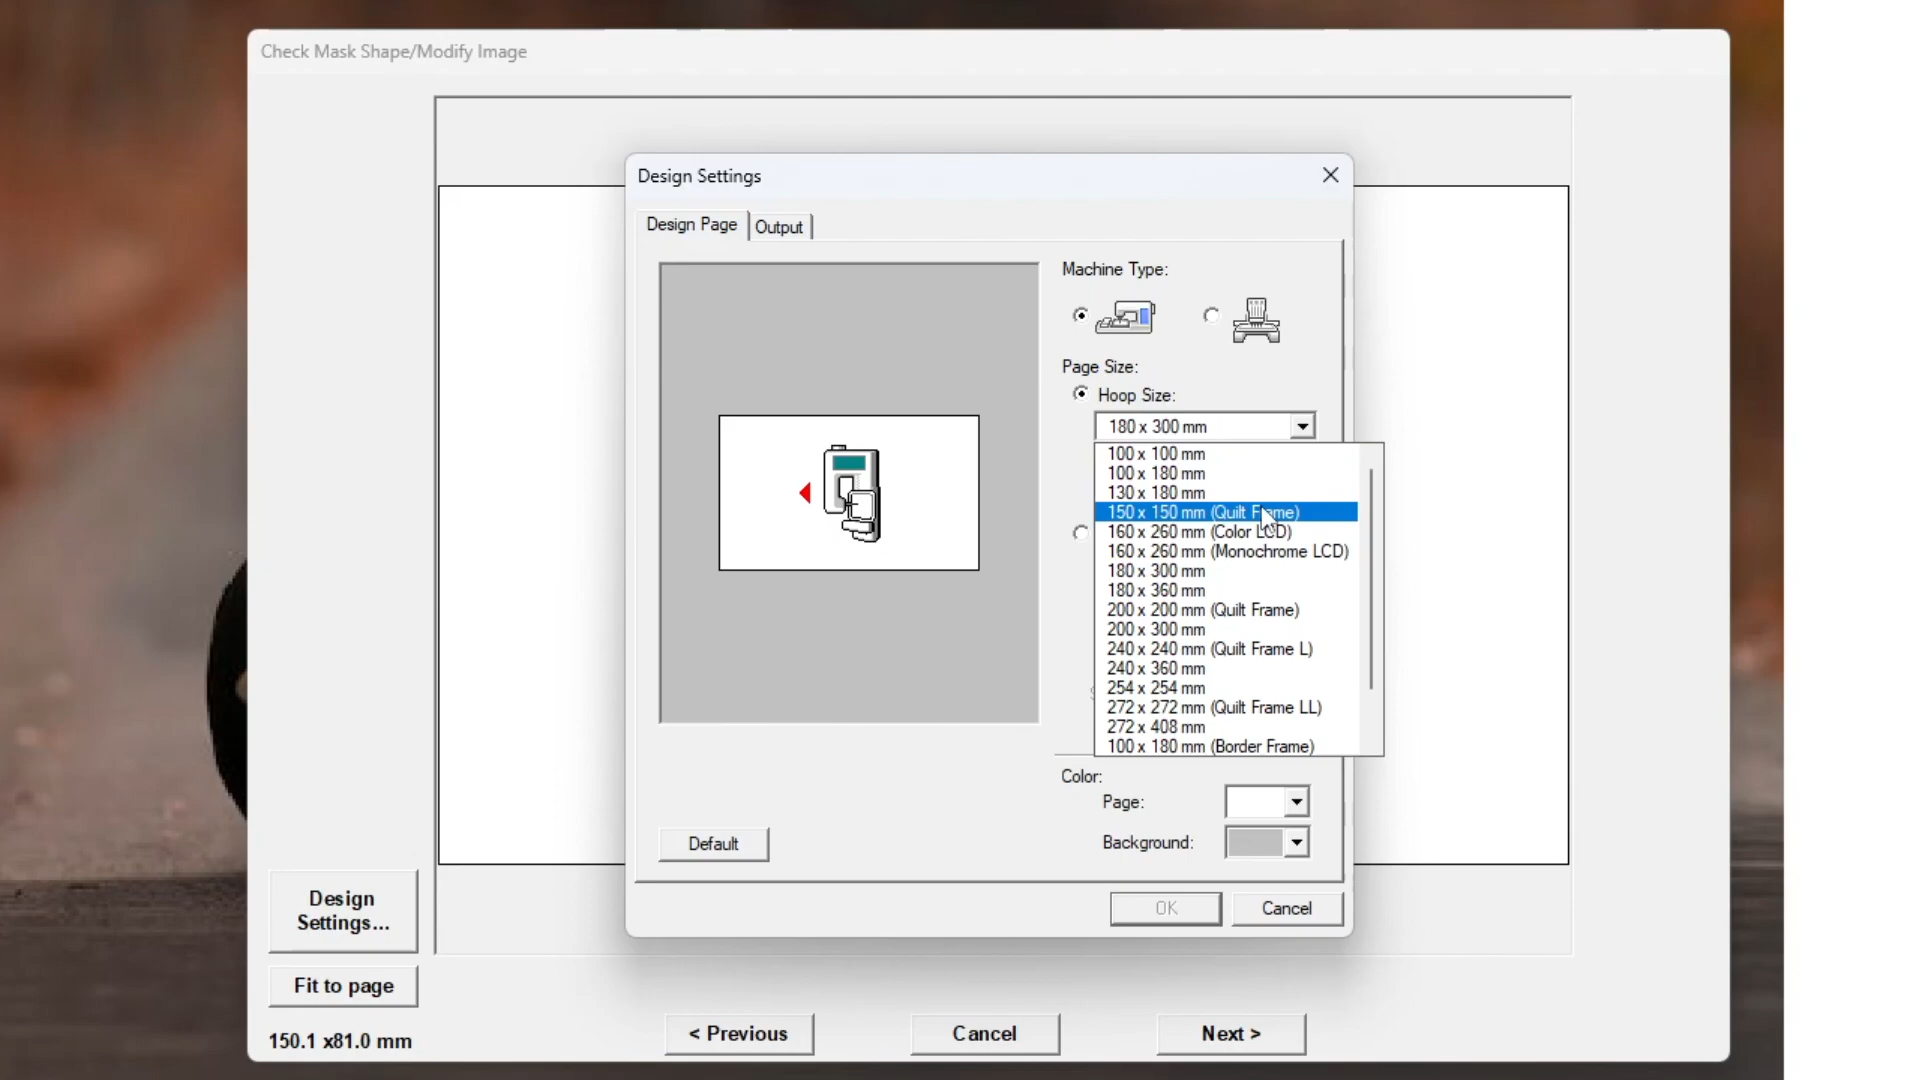 Check Mask Shape/Modify Image
Design Settings
Design Page
Output
Machine Type:
Page Size:
Hoop Size:
180 x 300 mm
100 x 100 mm
100 x 180 mm
130 x 180 mm
150 x 150 mm (Quilt Frame)
160 x 260 mm (Color LCD)
160 x 260 mm (Monochrome LCD)
180 x 300 mm
180 x 360 mm
200 x 200 mm (Quilt Frame)
200 x 300 mm
240 x 240 mm (Quilt Frame L)
240 x 360 mm
254 x 254 mm
272 x 272 mm (Quilt Frame LL)
272 x 408 mm
100 x 180 mm (Border Frame)
Color:
Page:
Background:
Default
OK
Cancel
Design
Settings...
Fit to page
150.1 x81.0 mm
< Previous
Cancel
Next >